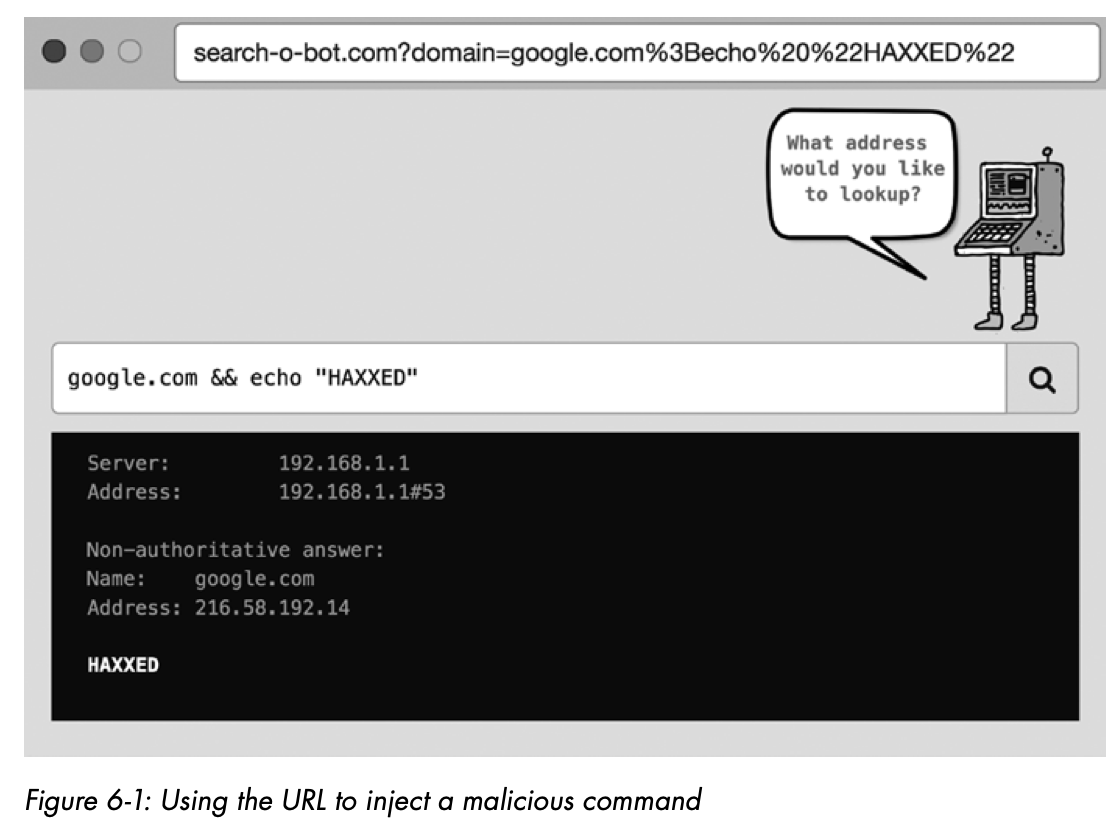 search-o-bot.com?domain=google.com%3Becho%20%22HAXXED%22
What address
would you like
to lookup?
google.com && echo "HAXXED"
Server: 192.168.1.1
Address: 192.168.1.1#53
Non-authoritative answer:
Name: google.com
Address: 216.58.192.14
HAXXED
Figure 6-1: Using the URL to inject a malicious command